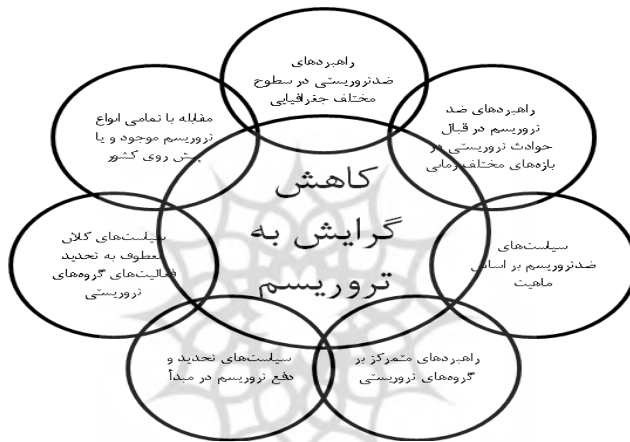 راهبردهای
ضدتروریستی در سطوح
مختلف جغرافیایی
راهبردهای ضد
تروریسم در قبال
حوادث تروریستی در
بازه‌های مختلف زمانی
سیاست‌های
ضدتروریسم بر اساس
ماهیت
راهبردهای متمرکز بر
گروه‌های تروریستی
سیاست‌های تحدید و
دفع تروریسم در مبدأ
سیاست‌های کلان
معطوف به تحدید
فعالیت‌های گروه‌های
تروریستی
مقابله با تمامی انواع
تروریسم موجود و یا
پیش روی کشور
کاهش
گرایش به
تروریسم